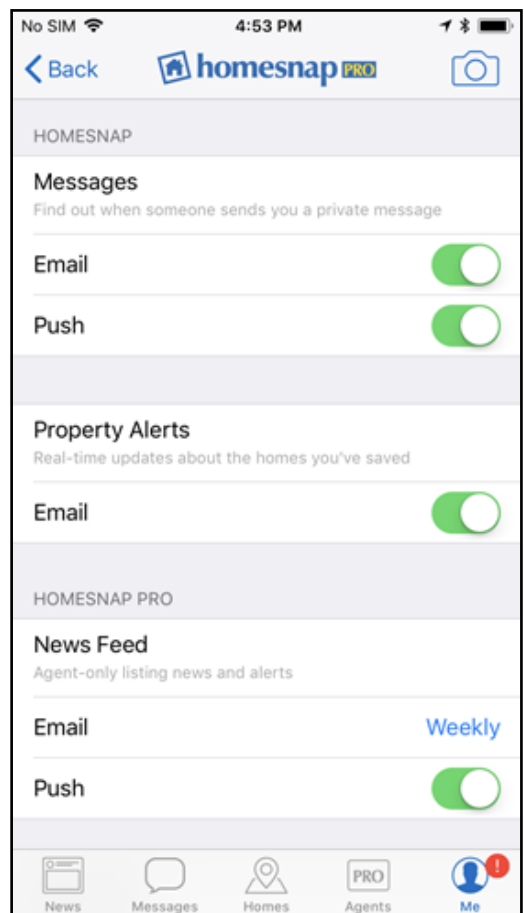 No SIM 4:53 PM
Back homesnap PRO
HOMESNAP
Messages
Find out when someone sends you a private message
Email
Push
Property Alerts
Real-time updates about the homes you've saved
Email
HOMESNAP PRO
News Feed
Agent-only listing news and alerts
Email Weekly
Push
PRO !
News Messages Homes Agents Me